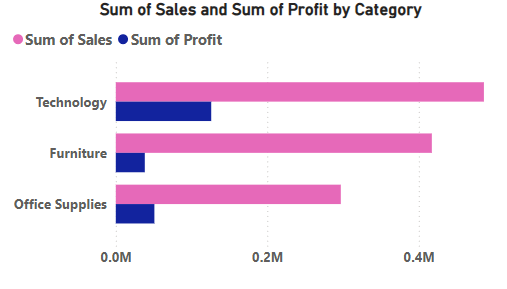 Sum of Sales and Sum of Profit by Category
Sum of Sales Sum of Profit
Technology
Furniture
Office Supplies
0.0M 0.2M 0.4M